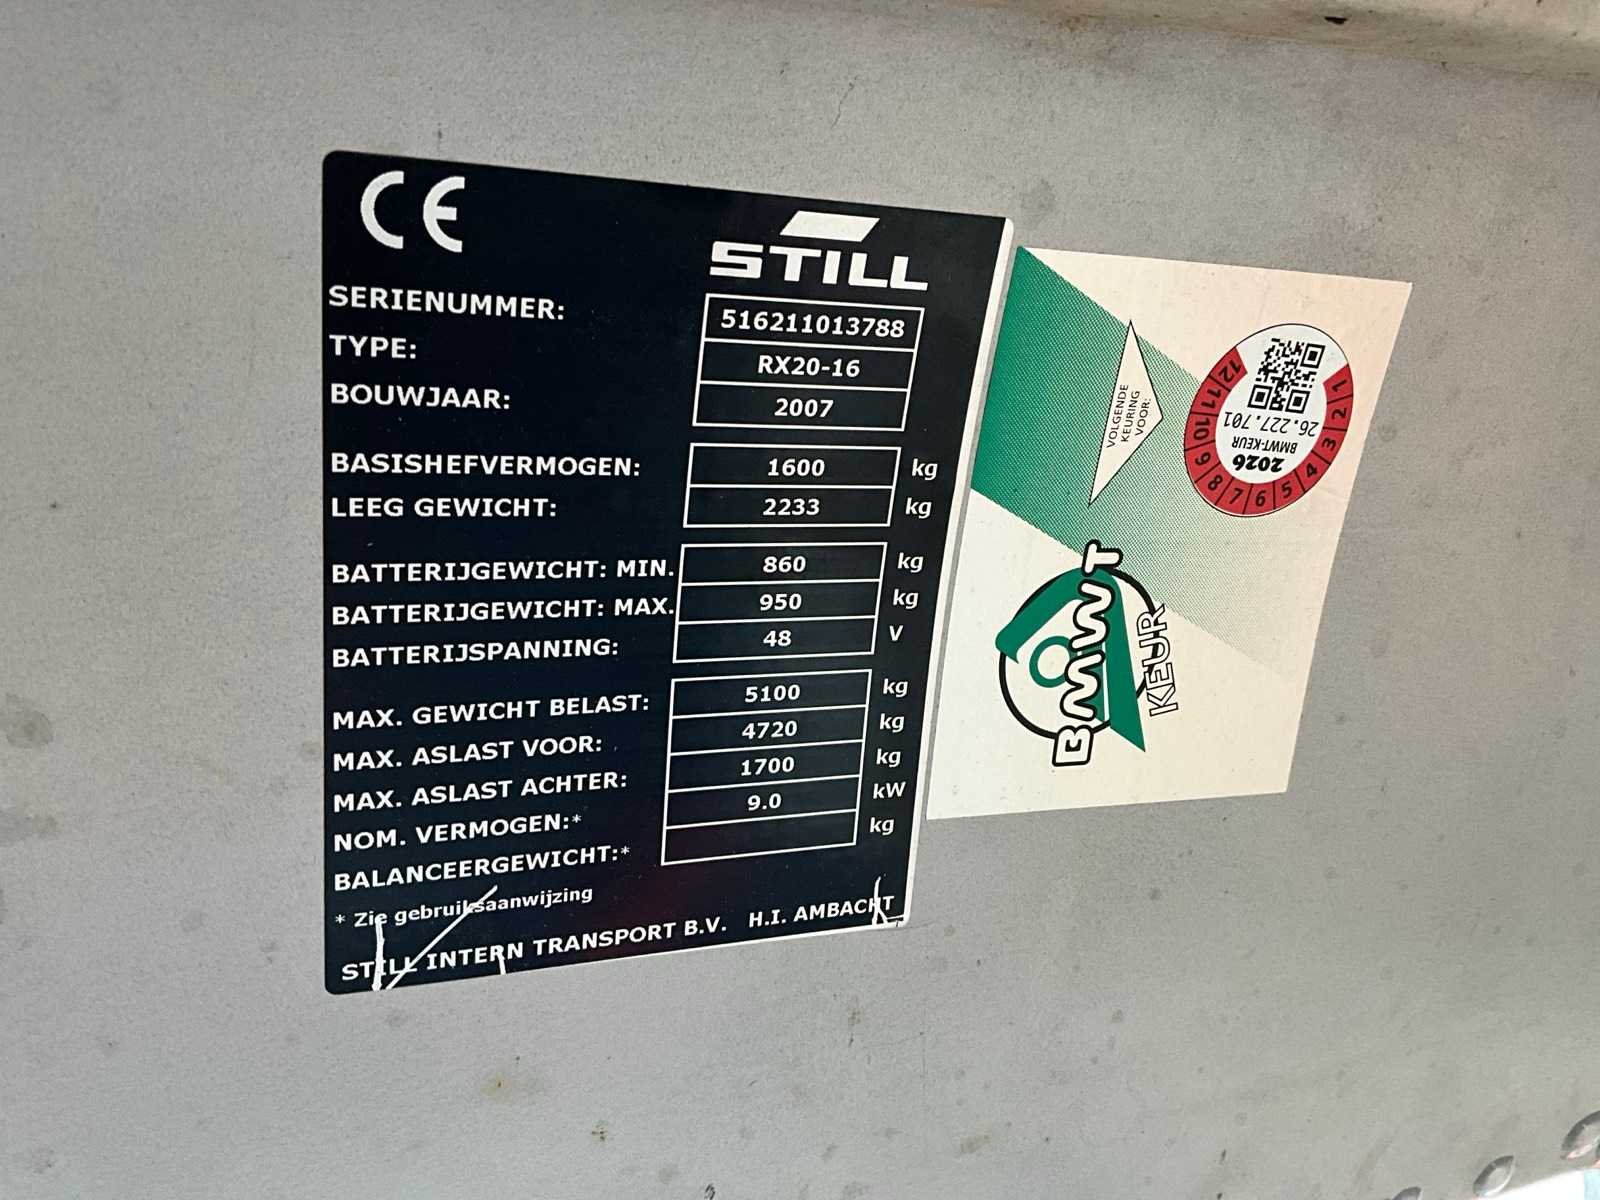 CE
STILL
SERIENUMMER: 516211013788
TYPE: RX20-16
BOUWJAAR: 2007
BASISHEFVERMOGEN: 1600 kg
LEEG GEWICHT: 2233 kg
BATTERIJGEWICHT: MIN. 860 kg
BATTERIJGEWICHT: MAX. 950 kg
BATTERIJSPANNING: 48 V
MAX. GEWICHT BELAST: 5100 kg
MAX. ASLAST VOOR: 4720 kg
MAX. ASLAST ACHTER: 1700 kg
NOM. VERMOGEN:* 9.0 kW
BALANCEERGEWICHT:* kg
* Zie gebruiksaanwijzing
STILL INTERN TRANSPORT B.V. H.I. AMBACHT
VOLGENDE
KEURING
VOOR:
1 2 3 4 5 6 7 8 9 10 11 12
26.227.701
BMWT-KEUR
2026
BMWT
KEUR